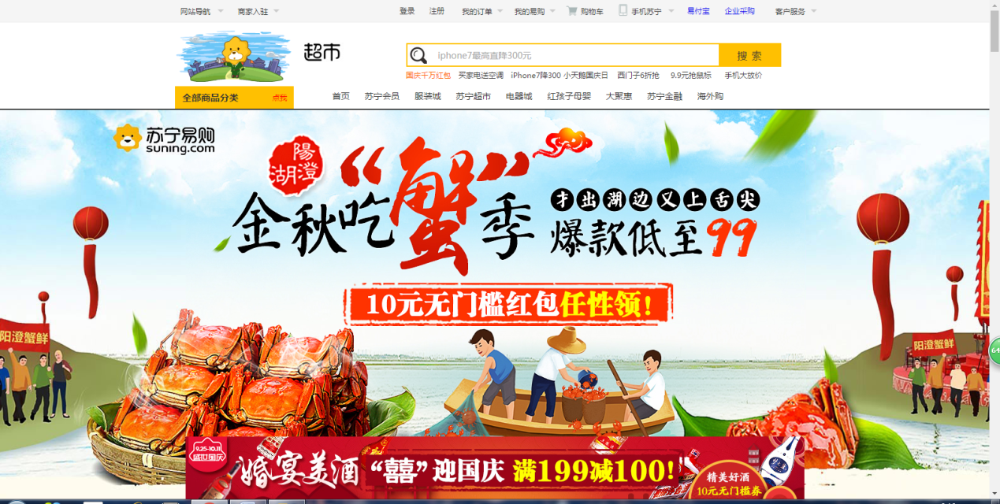 网站导航 商家入驻 登录 注册 我的订单 我的易购 购物车 手机苏宁 易付宝 企业采购 客户服务
超市
iphone7最高直降300元 搜 索
国庆千万红包 买家电送空调 iPhone7降300 小天鹅国庆日 西门子6折抢 9.9元抢鼠标 手机大放价
全部商品分类 点我
首页 苏宁会员 服装城 苏宁超市 电器城 红孩子母婴 大聚惠 苏宁金融 海外购
苏宁易购
suning.com
陽澄湖
金秋吃“蟹”季
才出湖边又上舌尖
爆款低至99
10元无门槛红包任性领!
阳澄蟹鲜
阳澄蟹鲜
64
9.25-10.11
盛世国庆
婚宴美酒“囍”迎国庆 满199减100!
精美好酒
10元无门槛券